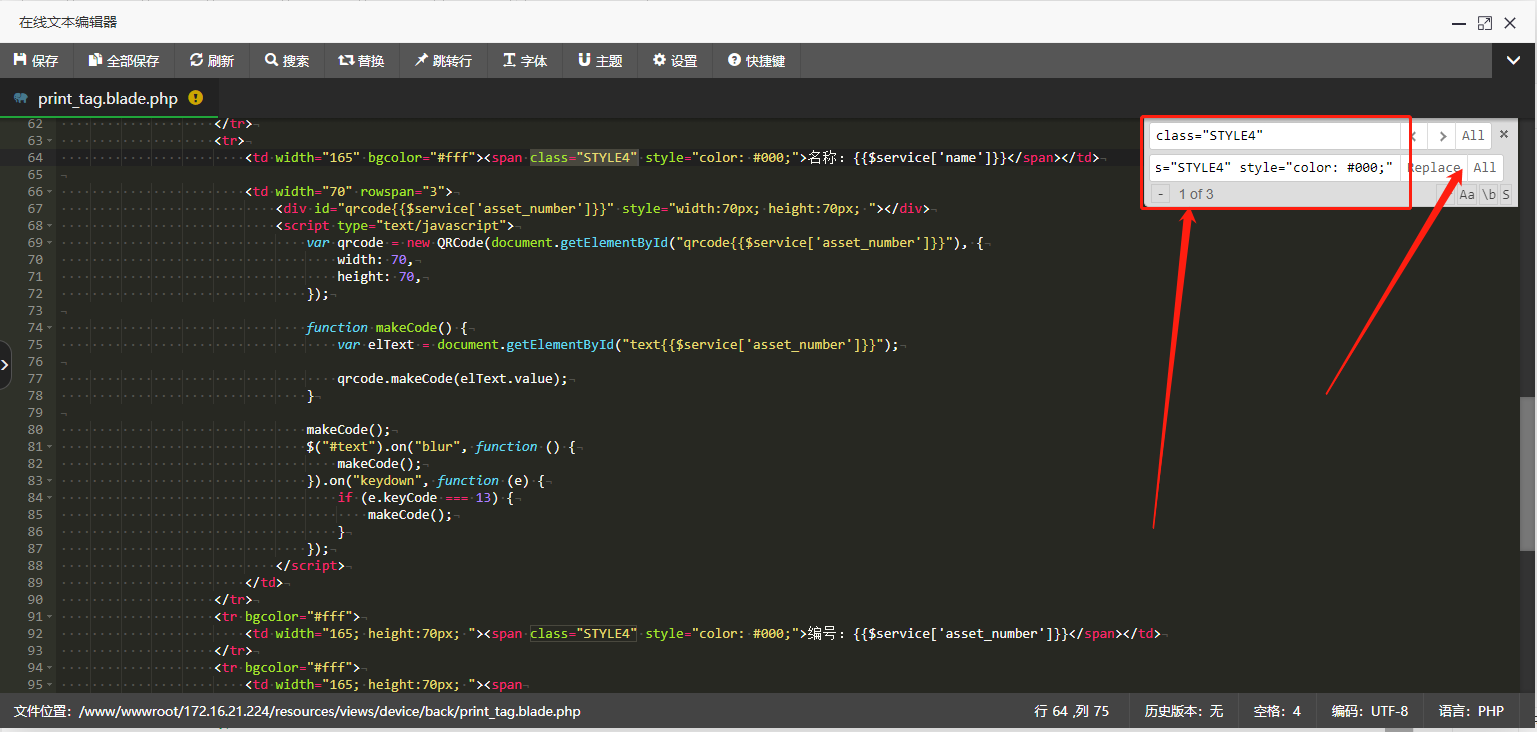 在线文本编辑器
保存 全部保存 刷新 搜索 替换 跳转行 字体 主题 设置 快捷键
print_tag.blade.php
62 </tr>
63 <tr>
64 <td width="165" bgcolor="#fff"><span class="STYLE4" style="color: #000;">名称：{{$service['name']}}</span></td>
65
66 <td width="70" rowspan="3">
67 <div id="qrcode{{$service['asset_number']}}" style="width:70px; height:70px; "></div>
68 <script type="text/javascript">
69 var qrcode = new QRCode(document.getElementById("qrcode{{$service['asset_number']}}"), {
70 width: 70,
71 height: 70,
72 });
73
74 function makeCode() {
75 var elText = document.getElementById("text{{$service['asset_number']}}");
76
77 qrcode.makeCode(elText.value);
78 }
79
80 makeCode();
81 $("#text").on("blur", function () {
82 makeCode();
83 }).on("keydown", function (e) {
84 if (e.keyCode === 13) {
85 makeCode();
86 }
87 });
88 </script>
89 </td>
90 </tr>
91 <tr bgcolor="#fff">
92 <td width="165; height:70px; "><span class="STYLE4" style="color: #000;">编号：{{$service['asset_number']}}</span></td>
93 </tr>
94 <tr bgcolor="#fff">
95 <td width="165; height:70px; "><span
class="STYLE4" All
s="STYLE4" style="color: #000;" Replace All
- 1 of 3 Aa \b S
文件位置：/www/wwwroot/172.16.21.224/resources/views/device/back/print_tag.blade.php 行 64 ,列 75 历史版本：无 空格：4 编码：UTF-8 语言：PHP